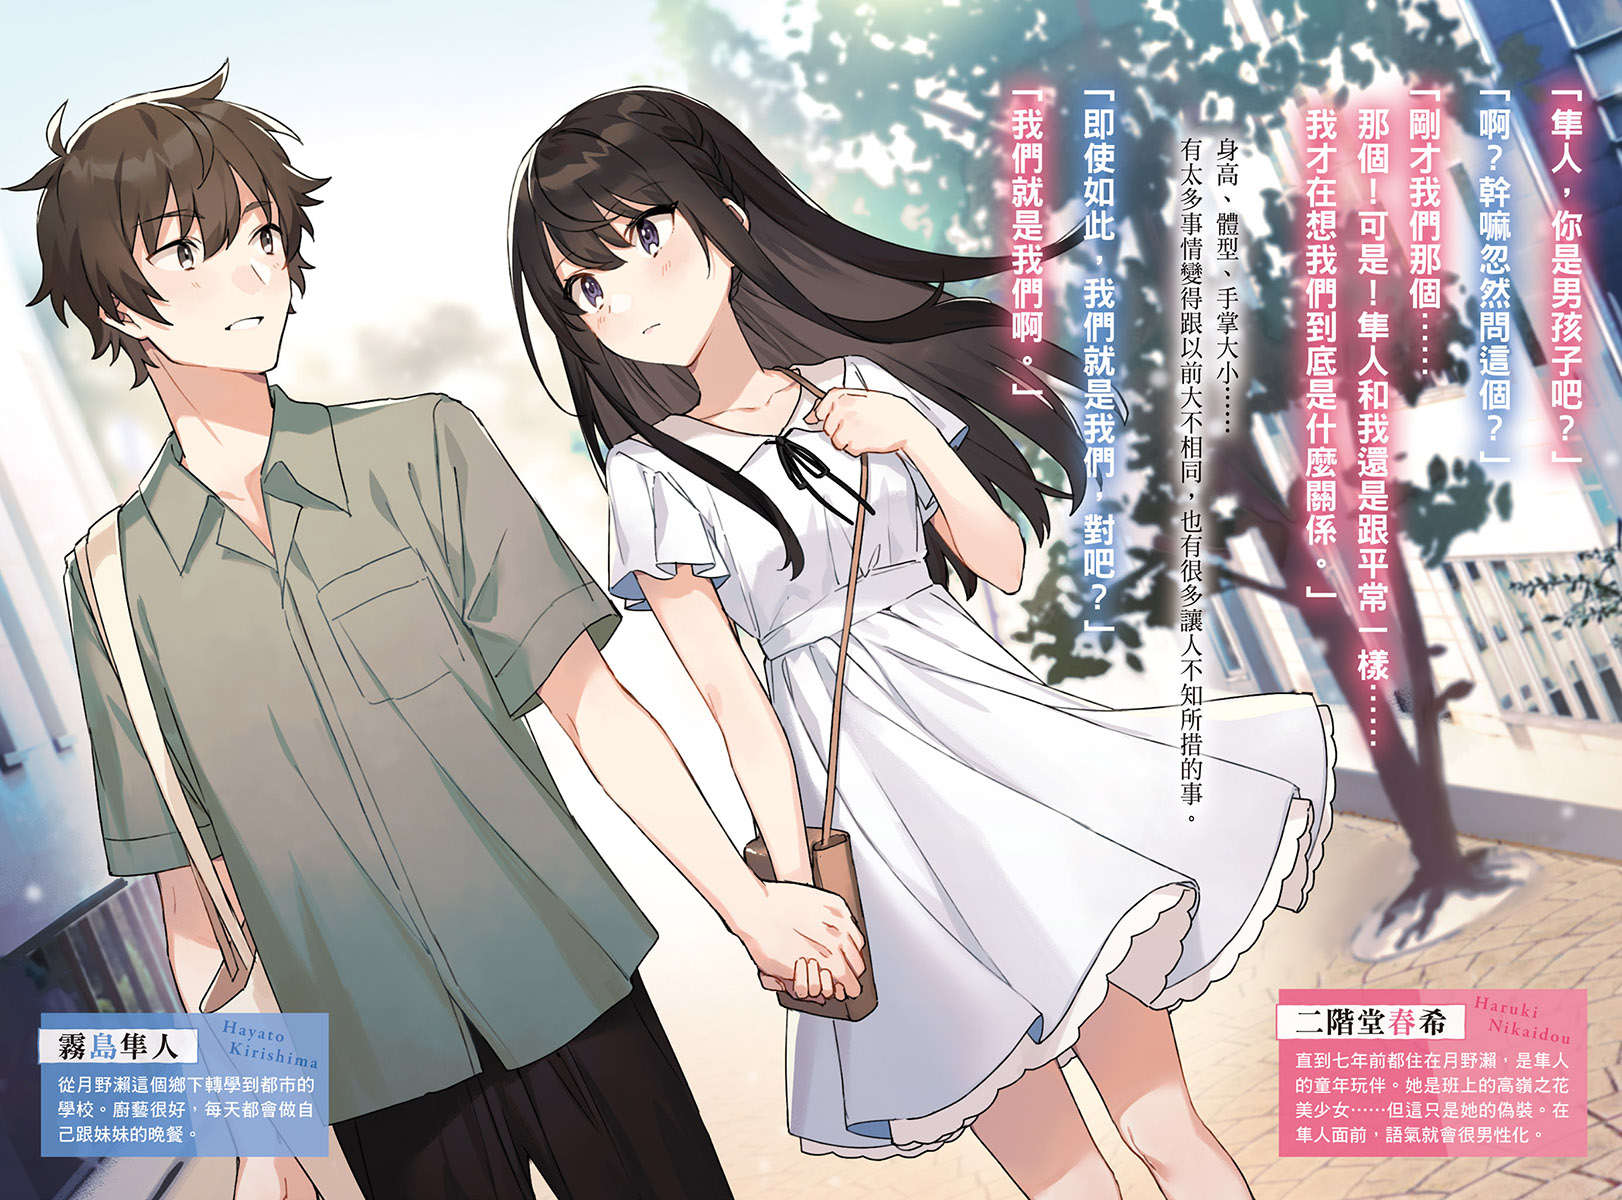 「隼人，你是男孩子吧？」
「啊？幹嘛忽然問這個？」
「剛才我們那個……
那個！可是！隼人和我還是跟平常一樣……
我才在想我們到底是什麼關係。」
身高、體型、手掌大小……
有太多事情變得跟以前大不相同，也有很多讓人不知所措的事。
「即使如此，我們就是我們，對吧？」
「我們就是我們啊。」
霧島隼人
Hayato
Kirishima
從月野瀨這個鄉下轉學到都市的
學校。廚藝很好，每天都會做自
己跟妹妹的晚餐。
二階堂春希
Haruki
Nikaidou
直到七年前都住在月野瀨，是隼人
的童年玩伴。她是班上的高嶺之花
美少女……但這只是她的偽裝。在
隼人面前，語氣就會很男性化。